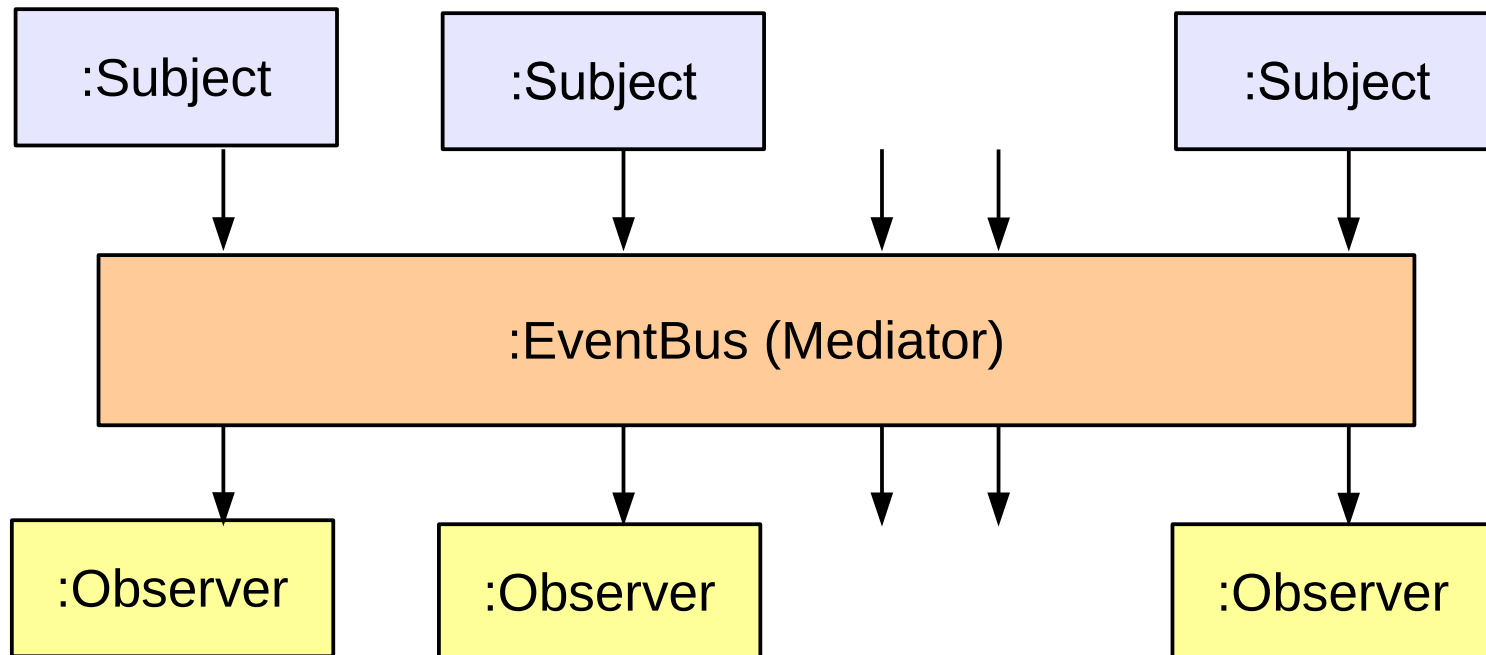 :Subject
:Subject
:Subject
:EventBus (Mediator)
:Observer
:Observer
:Observer